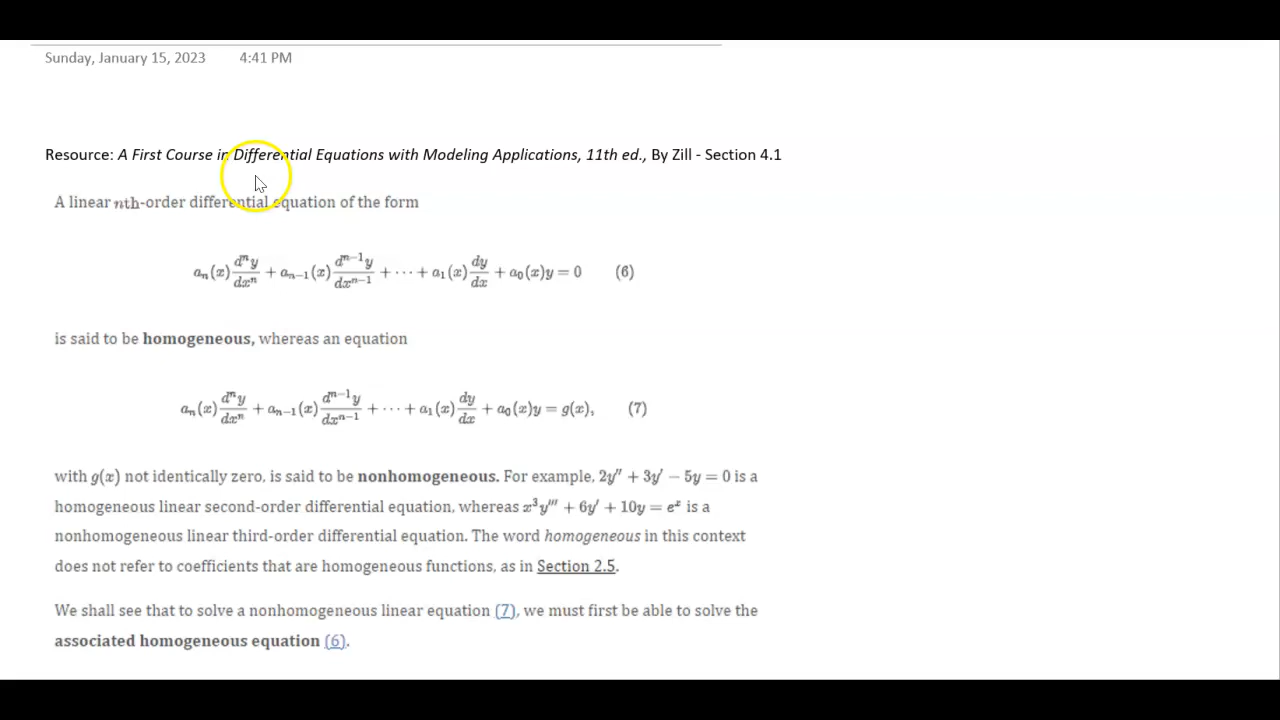 Sunday, January 15, 2023 4:41 PM
Resource: A First Course in Differential Equations with Modeling Applications, 11th ed., By Zill - Section 4.1
A linear nth-order differential equation of the form
aₙ(x) dⁿy/dxⁿ + aₙ₋₁(x) dⁿ⁻¹y/dxⁿ⁻¹ + ⋯ + a₁(x) dy/dx + a₀(x)y = 0 (6)
is said to be homogeneous, whereas an equation
aₙ(x) dⁿy/dxⁿ + aₙ₋₁(x) dⁿ⁻¹y/dxⁿ⁻¹ + ⋯ + a₁(x) dy/dx + a₀(x)y = g(x), (7)
with g(x) not identically zero, is said to be nonhomogeneous. For example, 2y″ + 3y′ − 5y = 0 is a
homogeneous linear second-order differential equation, whereas x³y‴ + 6y′ + 10y = eˣ is a
nonhomogeneous linear third-order differential equation. The word homogeneous in this context
does not refer to coefficients that are homogeneous functions, as in Section 2.5.
We shall see that to solve a nonhomogeneous linear equation (7), we must first be able to solve the
associated homogeneous equation (6).